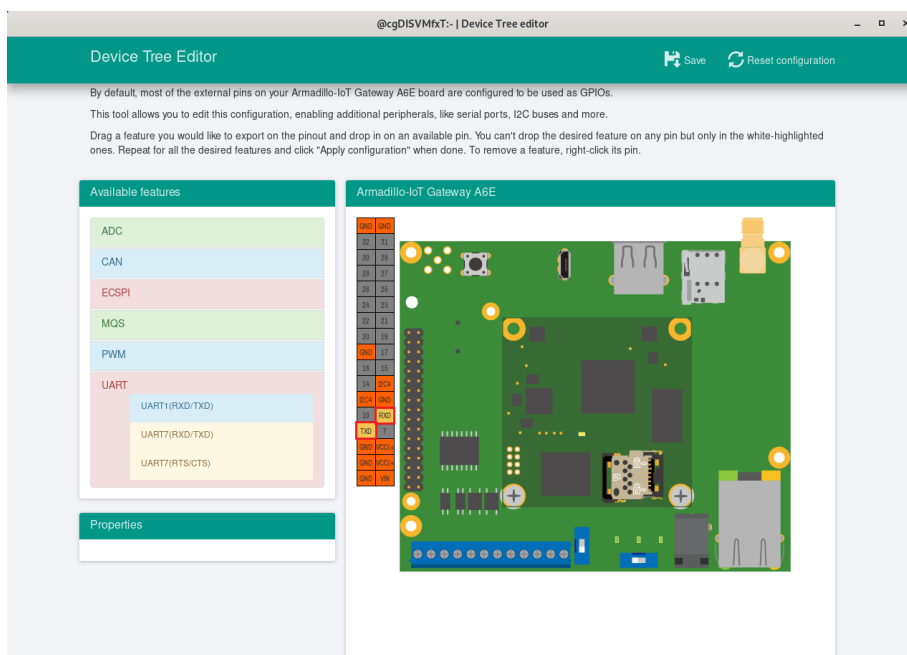 @cgDISVMfxT:~ | Device Tree editor
Device Tree Editor
Save
Reset configuration
By default, most of the external pins on your Armadillo-IoT Gateway A6E board are configured to be used as GPIOs.
This tool allows you to edit this configuration, enabling additional peripherals, like serial ports, I2C buses and more.
Drag a feature you would like to export on the pinout and drop in on an available pin. You can't drop the desired feature on any pin but only in the white-highlighted
ones. Repeat for all the desired features and click "Apply configuration" when done. To remove a feature, right-click its pin.
Available features
ADC
CAN
ECSPI
MQS
PWM
UART
UART1(RXD/TXD)
UART7(RXD/TXD)
UART7(RTS/CTS)
Properties
Armadillo-IoT Gateway A6E
GND GND
32 31
30 29
28 27
26 25
24 23
22 21
20 19
GND 17
16 15
14 I2C4
I2C4 GND
10 RXD
TXD 7
GND VCC(+
GND VCC(+
GND VIN